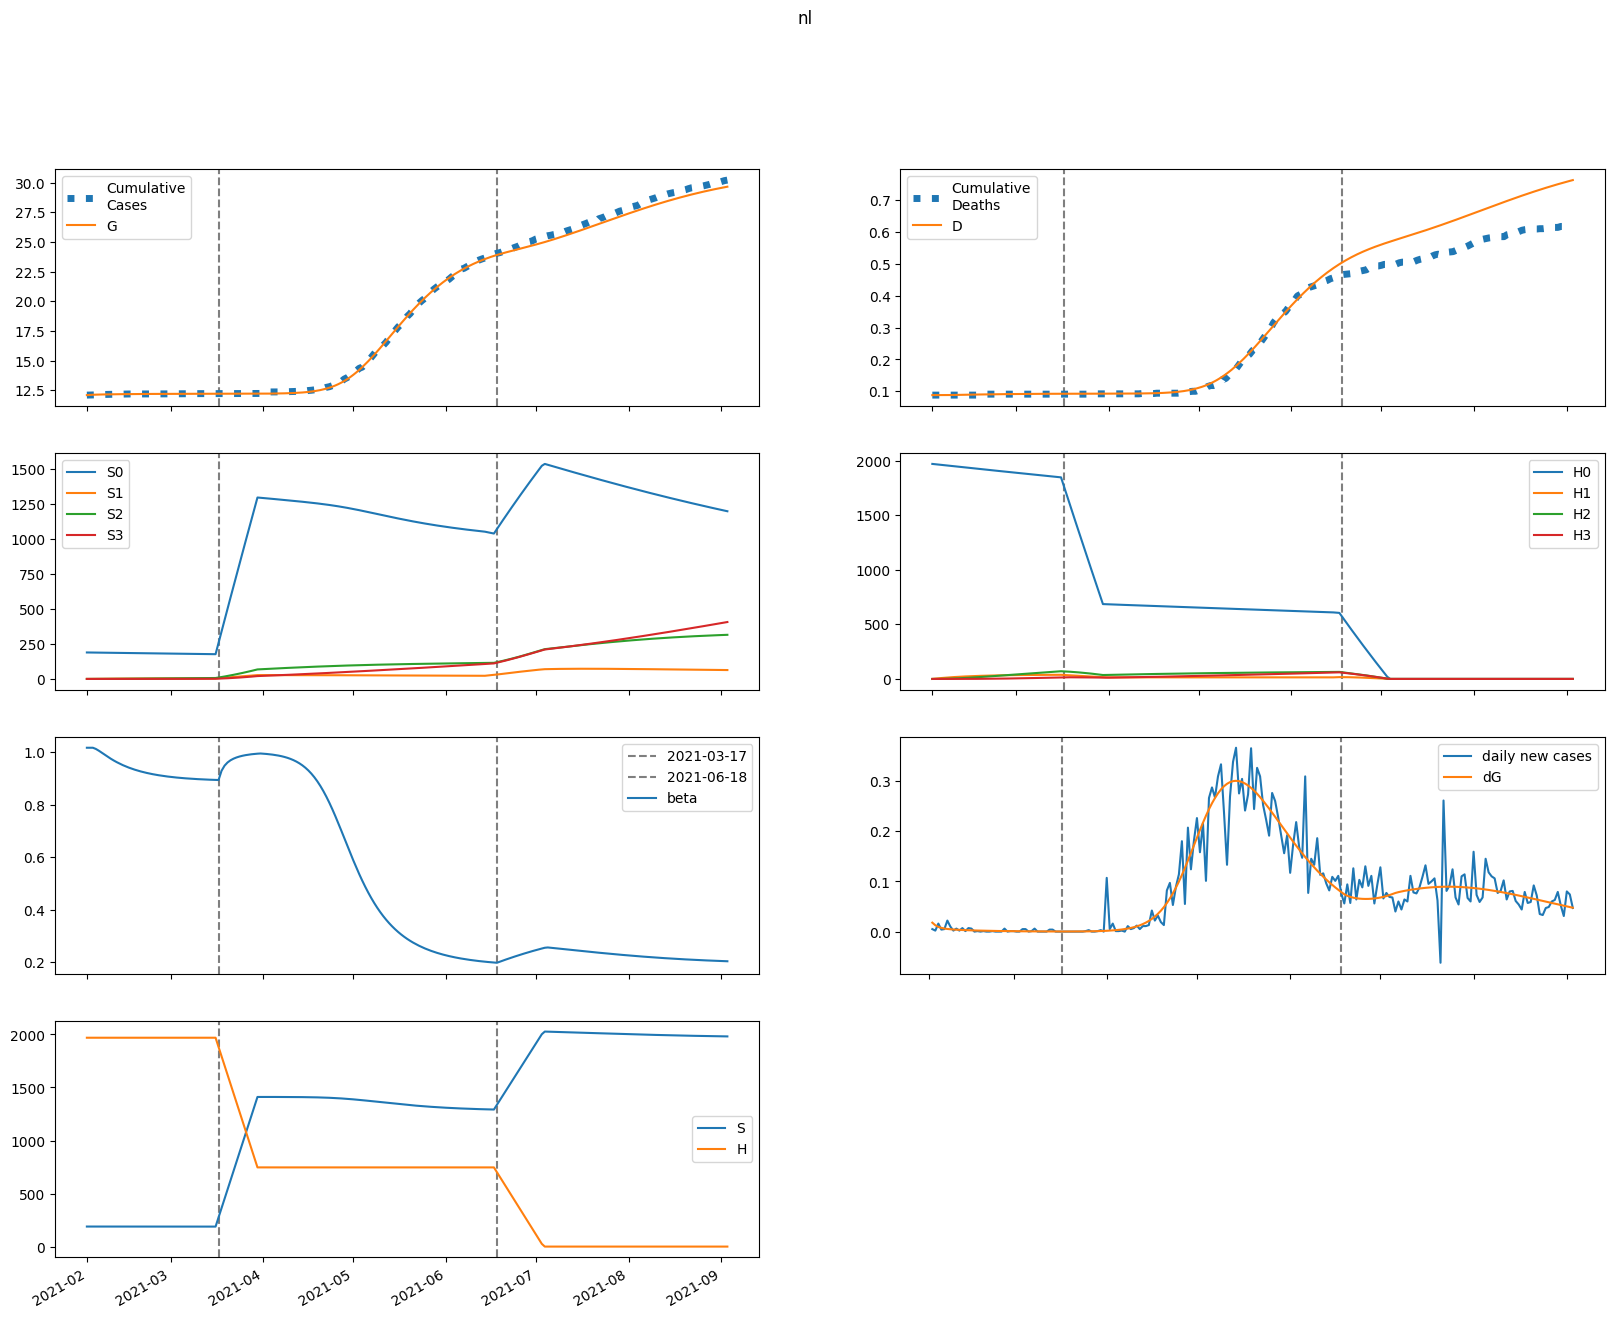 nl
30.0
27.5
25.0
22.5
20.0
17.5
15.0
12.5
Cumulative
Cases
G
0.7
0.6
0.5
0.4
0.3
0.2
0.1
Cumulative
Deaths
D
1500
1250
1000
750
500
250
0
S0
S1
S2
S3
2000
1500
1000
500
0
H0
H1
H2
H3
1.0
0.8
0.6
0.4
0.2
2021-03-17
2021-06-18
beta
0.3
0.2
0.1
0.0
daily new cases
dG
2000
1500
1000
500
0
S
H
2021-02
2021-03
2021-04
2021-05
2021-06
2021-07
2021-08
2021-09